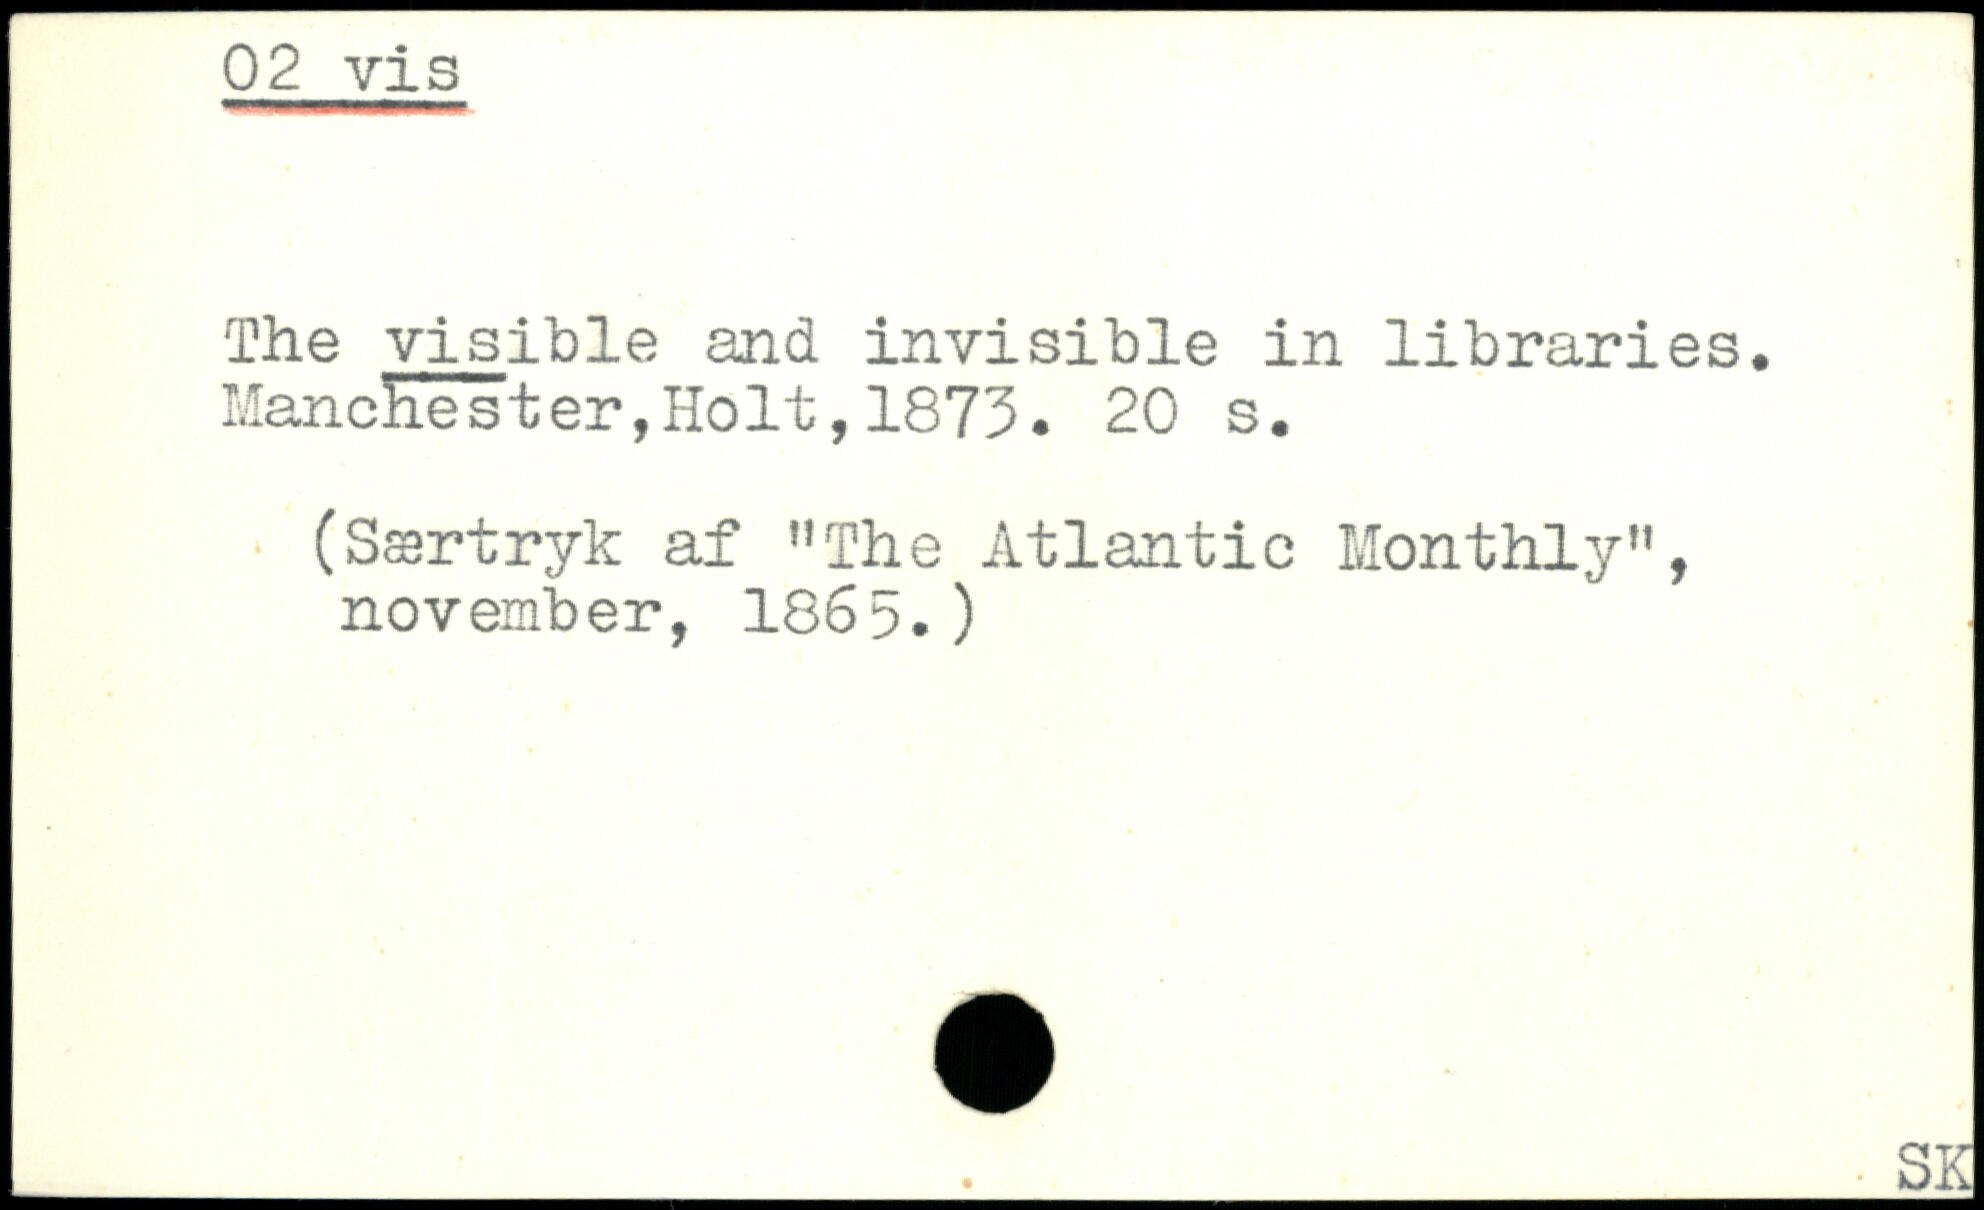 02 vis
The visible and invisible in libraries.
Manchester,Holt,1873. 20 s.
(Særtryk af "The Atlantic Monthly",
november, 1865.)
SK